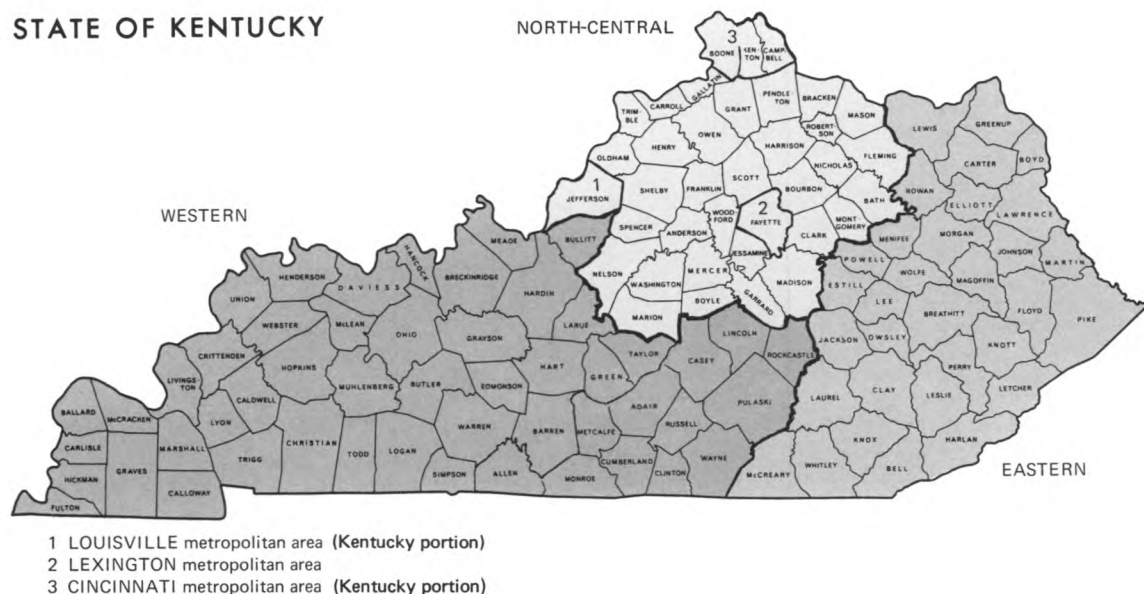 STATE OF KENTUCKY
NORTH-CENTRAL
3
BOONE
KEN-
TON
CAMP-
BELL
GALLATIN
PENDLE-
TON
TRIM-
BLE
CARROLL
GRANT
BRACKEN
MASON
LEWIS
GREENUP
OWEN
ROBERT-
SON
HENRY
HARRISON
FLEMING
OLDHAM
NICHOLAS
CARTER
BOYD
1
JEFFERSON
SHELBY
FRANKLIN
SCOTT
BOURBON
BATH
ROWAN
ELLIOTT
WESTERN
2
FAYETTE
WOOD-
FORD
MONT-
GOMERY
LAWRENCE
SPENCER
ANDERSON
CLARK
MORGAN
BULLITT
MEADE
JESSAMINE
MENIFEE
JOHNSON
MARTIN
HANCOCK
BRECKINRIDGE
NELSON
MERCER
POWELL
WOLFE
MAGOFFIN
HENDERSON
DAVIESS
HARDIN
WASHINGTON
MADISON
ESTILL
UNION
BOYLE
GARRARD
LEE
BREATHITT
FLOYD
PIKE
WEBSTER
McLEAN
OHIO
LARUE
MARION
LINCOLN
JACKSON
OWSLEY
KNOTT
CRITTENDEN
GRAYSON
TAYLOR
CASEY
ROCKCASTLE
PERRY
HOPKINS
HART
GREEN
LIVINGS-
TON
MUHLENBERG
BUTLER
EDMONSON
CLAY
LESLIE
LETCHER
CALDWELL
ADAIR
PULASKI
LAUREL
BALLARD
McCRACKEN
LYON
WARREN
BARREN
METCALFE
RUSSELL
KNOX
HARLAN
CARLISLE
MARSHALL
CHRISTIAN
TODD
LOGAN
TRIGG
CUMBERLAND
WAYNE
GRAVES
SIMPSON
ALLEN
MONROE
CLINTON
McCREARY
WHITLEY
BELL
EASTERN
HICKMAN
CALLOWAY
FULTON
1 LOUISVILLE metropolitan area (Kentucky portion)
2 LEXINGTON metropolitan area
3 CINCINNATI metropolitan area (Kentucky portion)